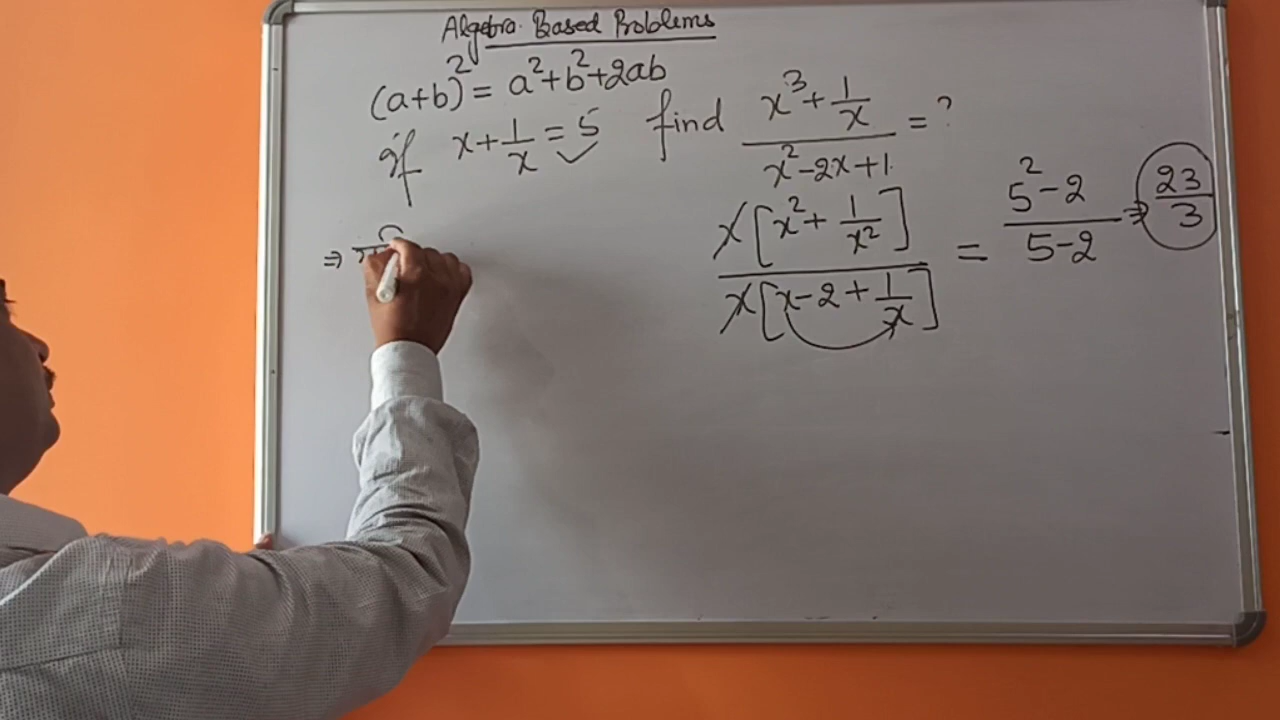 Algebra Based Problems
(a+b)² = a²+b²+2ab
if x+1/x = 5 find (x³+1/x)/(x²-2x+1) = ?
x[x²+1/x²]/x[x-2+1/x] = (5²-2)/(5-2) ⇒ 23/3
⇒